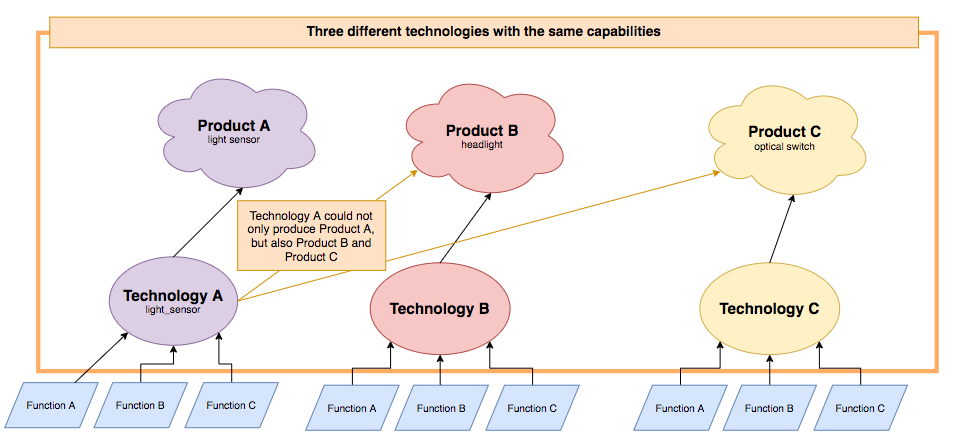 Three different technologies with the same capabilities
Product A
light sensor
Product B
headlight
Product C
optical switch
Technology A could not
only produce Product A,
but also Product B and
Product C
Technology A
light_sensor
Technology B
Technology C
Function A
Function B
Function C
Function A
Function B
Function C
Function A
Function B
Function C